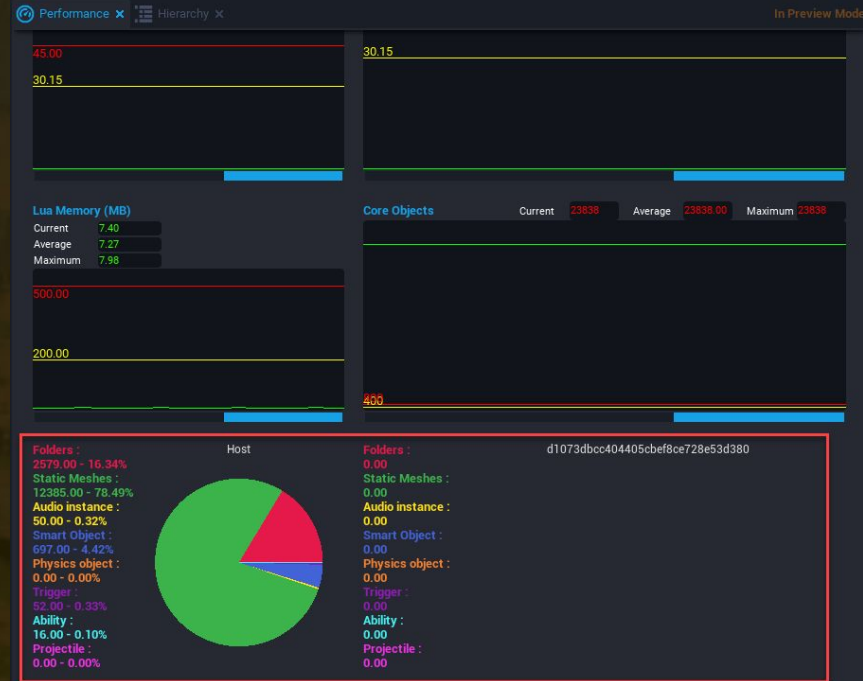 Performance
Hierarchy
In Preview Mode
45.00
30.15
30.15
Lua Memory (MB)
Current 7.40
Average 7.27
Maximum 7.98
500.00
200.00
Core Objects Current 23838 Average 23838.00 Maximum 23838
400
Folders :
2579.00 - 16.34%
Static Meshes :
12385.00 - 78.49%
Audio instance :
50.00 - 0.32%
Smart Object :
697.00 - 4.42%
Physics object :
0.00 - 0.00%
Trigger :
52.00 - 0.33%
Ability :
16.00 - 0.10%
Projectile :
0.00 - 0.00%
Host
Folders :
0.00
Static Meshes :
0.00
Audio instance :
0.00
Smart Object :
0.00
Physics object :
0.00
Trigger :
0.00
Ability :
0.00
Projectile :
0.00
d1073dbcc404405cbef8ce728e53d380